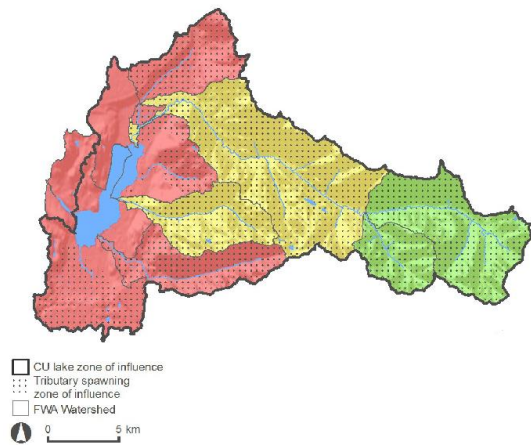 CU lake zone of influence
Tributary spawning
zone of influence
FWA Watershed
0 5 km